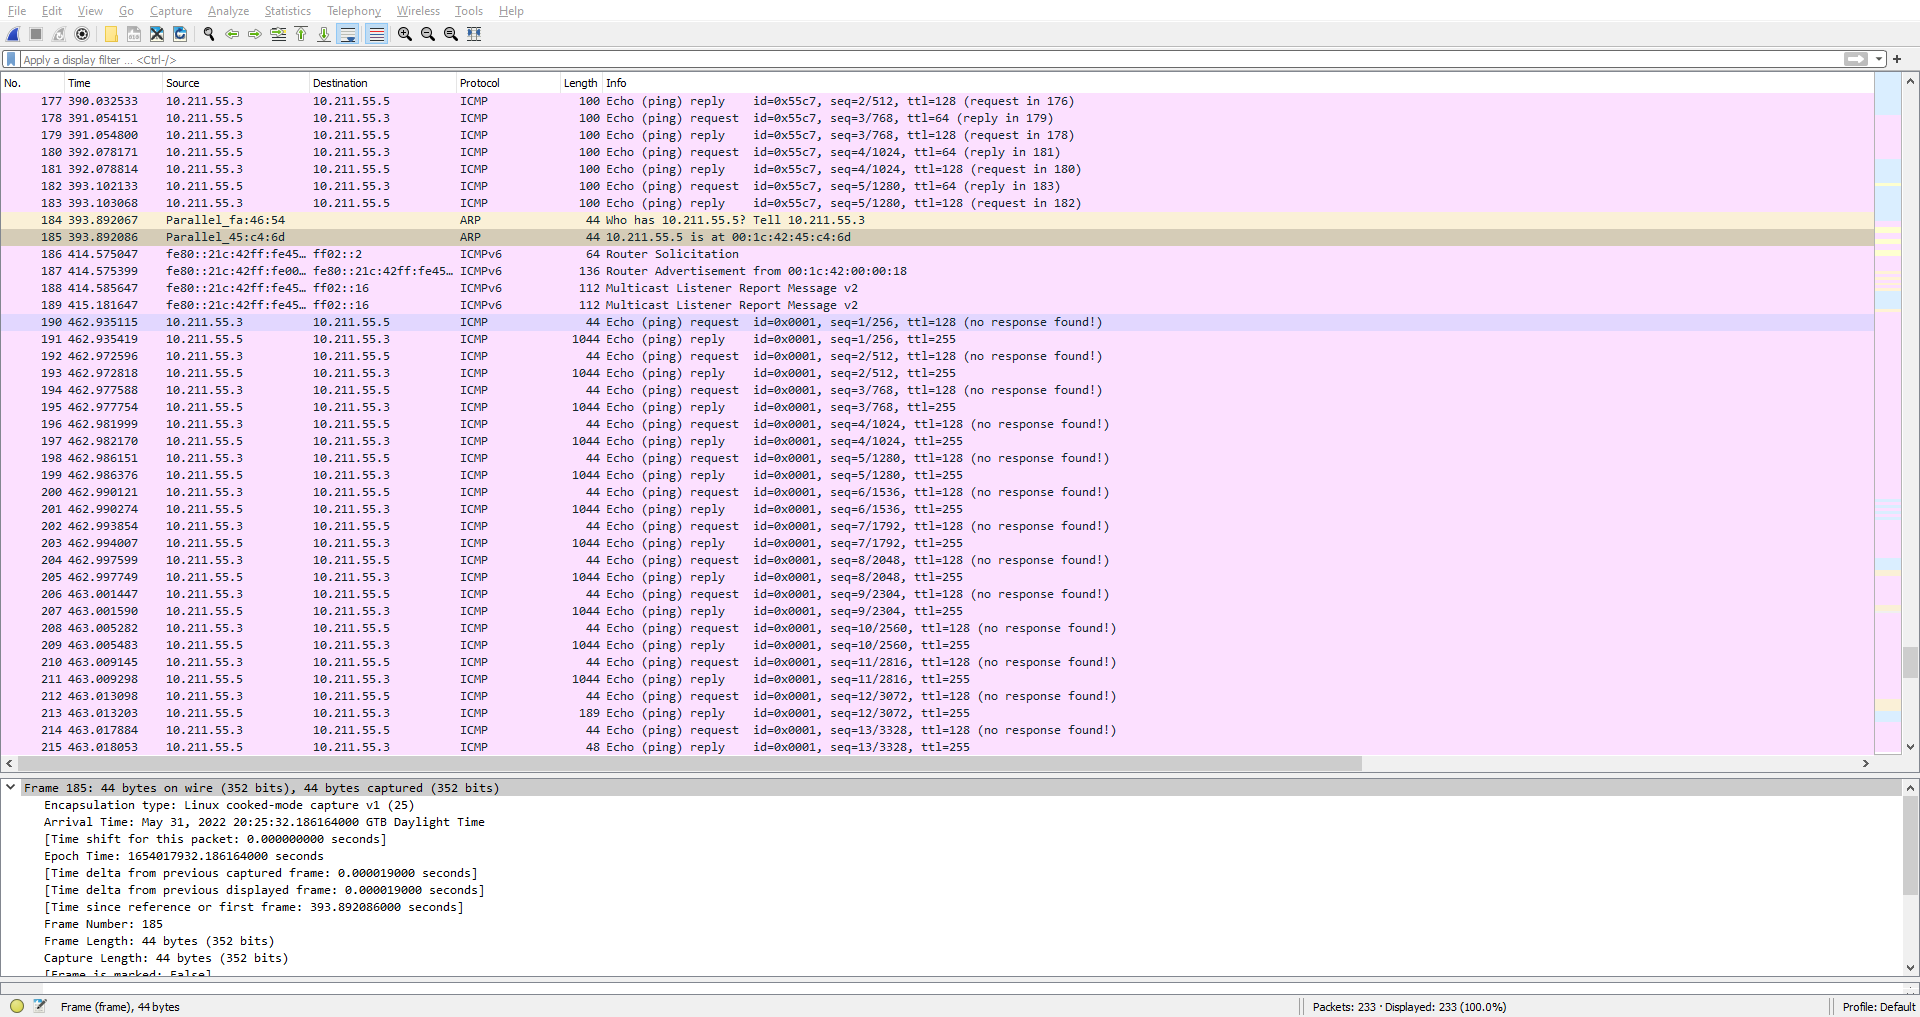 File Edit View Go Capture Analyze Statistics Telephony Wireless Tools Help
Apply a display filter ... <Ctrl-/>
No. Time Source Destination Protocol Length Info
177 390.032533 10.211.55.3 10.211.55.5 ICMP 100 Echo (ping) reply id=0x55c7, seq=2/512, ttl=128 (request in 176)
178 391.054151 10.211.55.5 10.211.55.3 ICMP 100 Echo (ping) request id=0x55c7, seq=3/768, ttl=64 (reply in 179)
179 391.054800 10.211.55.3 10.211.55.5 ICMP 100 Echo (ping) reply id=0x55c7, seq=3/768, ttl=128 (request in 178)
180 392.078171 10.211.55.5 10.211.55.3 ICMP 100 Echo (ping) request id=0x55c7, seq=4/1024, ttl=64 (reply in 181)
181 392.078814 10.211.55.3 10.211.55.5 ICMP 100 Echo (ping) reply id=0x55c7, seq=4/1024, ttl=128 (request in 180)
182 393.102133 10.211.55.5 10.211.55.3 ICMP 100 Echo (ping) request id=0x55c7, seq=5/1280, ttl=64 (reply in 183)
183 393.103068 10.211.55.3 10.211.55.5 ICMP 100 Echo (ping) reply id=0x55c7, seq=5/1280, ttl=128 (request in 182)
184 393.892067 Parallel_fa:46:54 ARP 44 Who has 10.211.55.5? Tell 10.211.55.3
185 393.892086 Parallel_45:c4:6d ARP 44 10.211.55.5 is at 00:1c:42:45:c4:6d
186 414.575047 fe80::21c:42ff:fe45… ff02::2 ICMPv6 64 Router Solicitation
187 414.575399 fe80::21c:42ff:fe00… fe80::21c:42ff:fe45… ICMPv6 136 Router Advertisement from 00:1c:42:00:00:18
188 414.585647 fe80::21c:42ff:fe45… ff02::16 ICMPv6 112 Multicast Listener Report Message v2
189 415.181647 fe80::21c:42ff:fe45… ff02::16 ICMPv6 112 Multicast Listener Report Message v2
190 462.935115 10.211.55.3 10.211.55.5 ICMP 44 Echo (ping) request id=0x0001, seq=1/256, ttl=128 (no response found!)
191 462.935419 10.211.55.5 10.211.55.3 ICMP 1044 Echo (ping) reply id=0x0001, seq=1/256, ttl=255
192 462.972596 10.211.55.3 10.211.55.5 ICMP 44 Echo (ping) request id=0x0001, seq=2/512, ttl=128 (no response found!)
193 462.972818 10.211.55.5 10.211.55.3 ICMP 1044 Echo (ping) reply id=0x0001, seq=2/512, ttl=255
194 462.977588 10.211.55.3 10.211.55.5 ICMP 44 Echo (ping) request id=0x0001, seq=3/768, ttl=128 (no response found!)
195 462.977754 10.211.55.5 10.211.55.3 ICMP 1044 Echo (ping) reply id=0x0001, seq=3/768, ttl=255
196 462.981999 10.211.55.3 10.211.55.5 ICMP 44 Echo (ping) request id=0x0001, seq=4/1024, ttl=128 (no response found!)
197 462.982170 10.211.55.5 10.211.55.3 ICMP 1044 Echo (ping) reply id=0x0001, seq=4/1024, ttl=255
198 462.986151 10.211.55.3 10.211.55.5 ICMP 44 Echo (ping) request id=0x0001, seq=5/1280, ttl=128 (no response found!)
199 462.986376 10.211.55.5 10.211.55.3 ICMP 1044 Echo (ping) reply id=0x0001, seq=5/1280, ttl=255
200 462.990121 10.211.55.3 10.211.55.5 ICMP 44 Echo (ping) request id=0x0001, seq=6/1536, ttl=128 (no response found!)
201 462.990274 10.211.55.5 10.211.55.3 ICMP 1044 Echo (ping) reply id=0x0001, seq=6/1536, ttl=255
202 462.993854 10.211.55.3 10.211.55.5 ICMP 44 Echo (ping) request id=0x0001, seq=7/1792, ttl=128 (no response found!)
203 462.994007 10.211.55.5 10.211.55.3 ICMP 1044 Echo (ping) reply id=0x0001, seq=7/1792, ttl=255
204 462.997599 10.211.55.3 10.211.55.5 ICMP 44 Echo (ping) request id=0x0001, seq=8/2048, ttl=128 (no response found!)
205 462.997749 10.211.55.5 10.211.55.3 ICMP 1044 Echo (ping) reply id=0x0001, seq=8/2048, ttl=255
206 463.001447 10.211.55.3 10.211.55.5 ICMP 44 Echo (ping) request id=0x0001, seq=9/2304, ttl=128 (no response found!)
207 463.001590 10.211.55.5 10.211.55.3 ICMP 1044 Echo (ping) reply id=0x0001, seq=9/2304, ttl=255
208 463.005282 10.211.55.3 10.211.55.5 ICMP 44 Echo (ping) request id=0x0001, seq=10/2560, ttl=128 (no response found!)
209 463.005483 10.211.55.5 10.211.55.3 ICMP 1044 Echo (ping) reply id=0x0001, seq=10/2560, ttl=255
210 463.009145 10.211.55.3 10.211.55.5 ICMP 44 Echo (ping) request id=0x0001, seq=11/2816, ttl=128 (no response found!)
211 463.009298 10.211.55.5 10.211.55.3 ICMP 1044 Echo (ping) reply id=0x0001, seq=11/2816, ttl=255
212 463.013098 10.211.55.3 10.211.55.5 ICMP 44 Echo (ping) request id=0x0001, seq=12/3072, ttl=128 (no response found!)
213 463.013203 10.211.55.5 10.211.55.3 ICMP 189 Echo (ping) reply id=0x0001, seq=12/3072, ttl=255
214 463.017884 10.211.55.3 10.211.55.5 ICMP 44 Echo (ping) request id=0x0001, seq=13/3328, ttl=128 (no response found!)
215 463.018053 10.211.55.5 10.211.55.3 ICMP 48 Echo (ping) reply id=0x0001, seq=13/3328, ttl=255
Frame 185: 44 bytes on wire (352 bits), 44 bytes captured (352 bits)
Encapsulation type: Linux cooked-mode capture v1 (25)
Arrival Time: May 31, 2022 20:25:32.186164000 GTB Daylight Time
[Time shift for this packet: 0.000000000 seconds]
Epoch Time: 1654017932.186164000 seconds
[Time delta from previous captured frame: 0.000019000 seconds]
[Time delta from previous displayed frame: 0.000019000 seconds]
[Time since reference or first frame: 393.892086000 seconds]
Frame Number: 185
Frame Length: 44 bytes (352 bits)
Capture Length: 44 bytes (352 bits)
[Frame is marked: False]
Frame (frame), 44 bytes Packets: 233 · Displayed: 233 (100.0%) Profile: Default